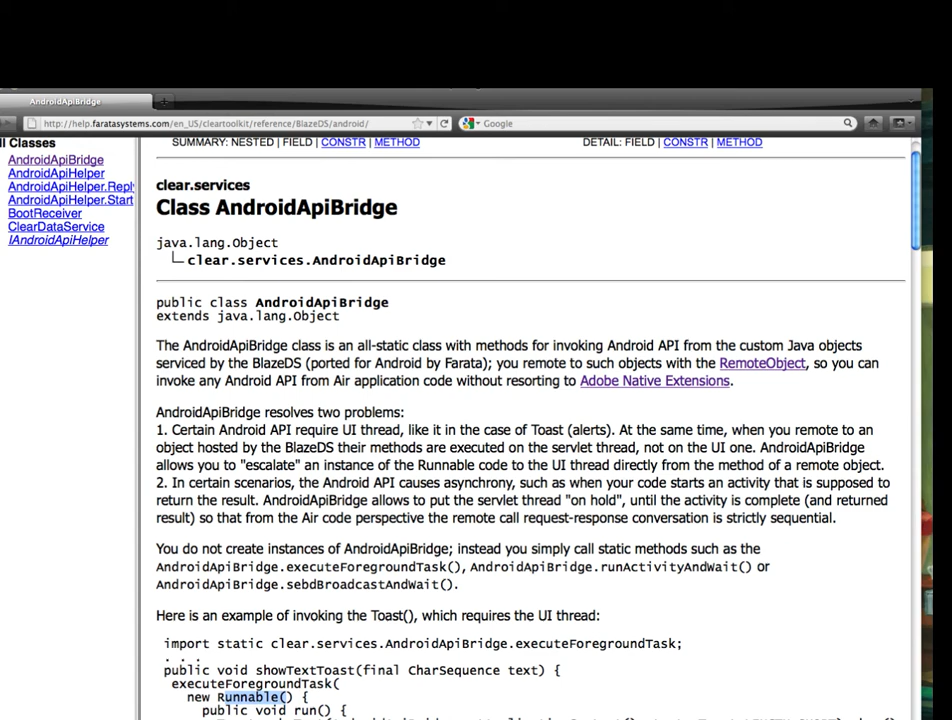 AndroidApiBridge
http://help.faratasystems.com/en_US/cleartoolkit/reference/BlazeDS/android/
Google
ll Classes
AndroidApiBridge
AndroidApiHelper
AndroidApiHelper.Reply
AndroidApiHelper.Start
BootReceiver
ClearDataService
IAndroidApiHelper
SUMMARY: NESTED | FIELD | CONSTR | METHOD
DETAIL: FIELD | CONSTR | METHOD
clear.services
Class AndroidApiBridge
java.lang.Object
clear.services.AndroidApiBridge
public class AndroidApiBridge
extends java.lang.Object
The AndroidApiBridge class is an all-static class with methods for invoking Android API from the custom Java objects
serviced by the BlazeDS (ported for Android by Farata); you remote to such objects with the RemoteObject, so you can
invoke any Android API from Air application code without resorting to Adobe Native Extensions.
AndroidApiBridge resolves two problems:
1. Certain Android API require UI thread, like it in the case of Toast (alerts). At the same time, when you remote to an
object hosted by the BlazeDS their methods are executed on the servlet thread, not on the UI one. AndroidApiBridge
allows you to "escalate" an instance of the Runnable code to the UI thread directly from the method of a remote object.
2. In certain scenarios, the Android API causes asynchrony, such as when your code starts an activity that is supposed to
return the result. AndroidApiBridge allows to put the servlet thread "on hold", until the activity is complete (and returned
result) so that from the Air code perspective the remote call request-response conversation is strictly sequential.
You do not create instances of AndroidApiBridge; instead you simply call static methods such as the
AndroidApiBridge.executeForegroundTask(), AndroidApiBridge.runActivityAndWait() or
AndroidApiBridge.sebdBroadcastAndWait().
Here is an example of invoking the Toast(), which requires the UI thread:
import static clear.services.AndroidApiBridge.executeForegroundTask;
. . .
public void showTextToast(final CharSequence text) {
executeForegroundTask(
new Runnable() {
public void run() {